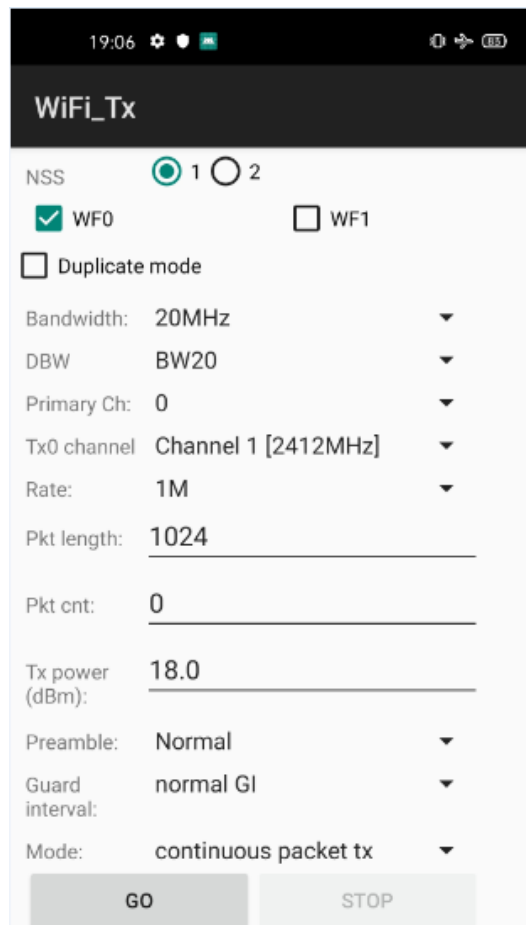 19:06 83
WiFi_Tx
NSS 1 2
WF0 WF1
Duplicate mode
Bandwidth: 20MHz
DBW BW20
Primary Ch: 0
Tx0 channel Channel 1 [2412MHz]
Rate: 1M
Pkt length: 1024
Pkt cnt: 0
Tx power (dBm): 18.0
Preamble: Normal
Guard interval: normal GI
Mode: continuous packet tx
GO STOP